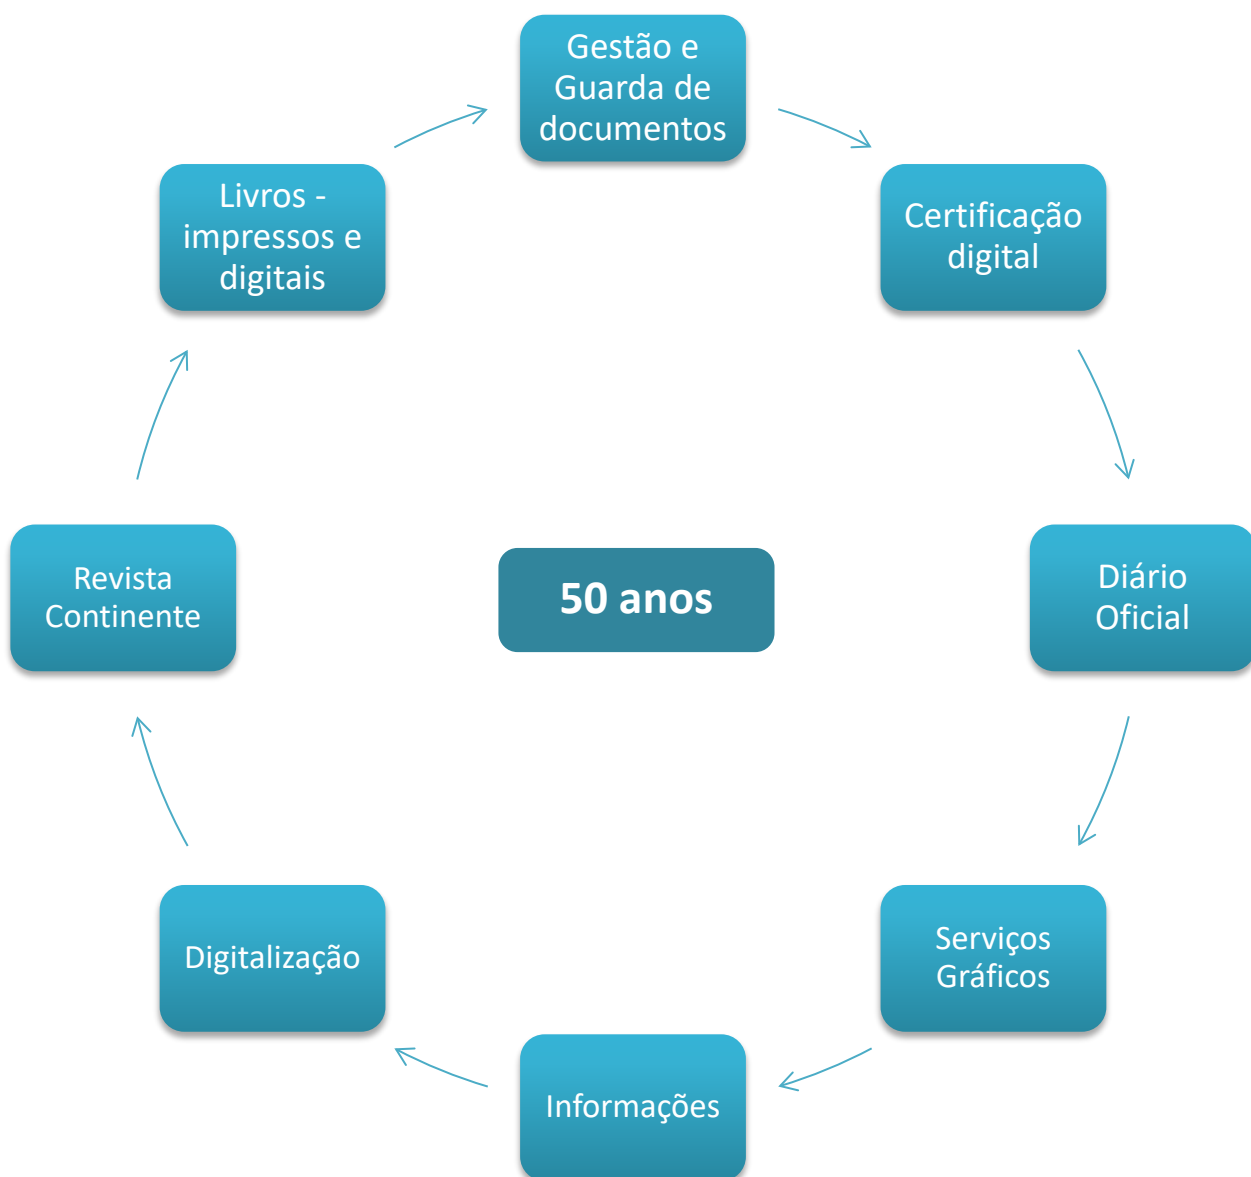 Gestão e
Guarda de
documentos
Certificação
digital
Diário
Oficial
Serviços
Gráficos
Informações
Digitalização
Revista
Continente
Livros -
impressos e
digitais
50 anos